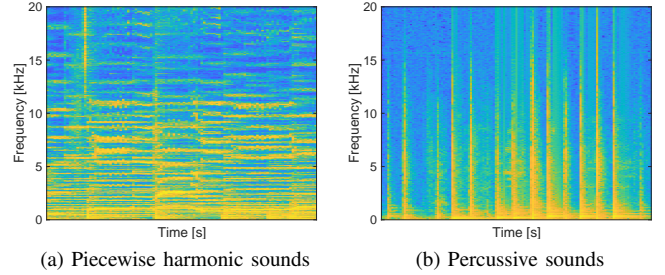 20
15
10
5
0
Frequency [kHz]
Time [s]
(a) Piecewise harmonic sounds
20
15
10
5
0
Frequency [kHz]
Time [s]
(b) Percussive sounds